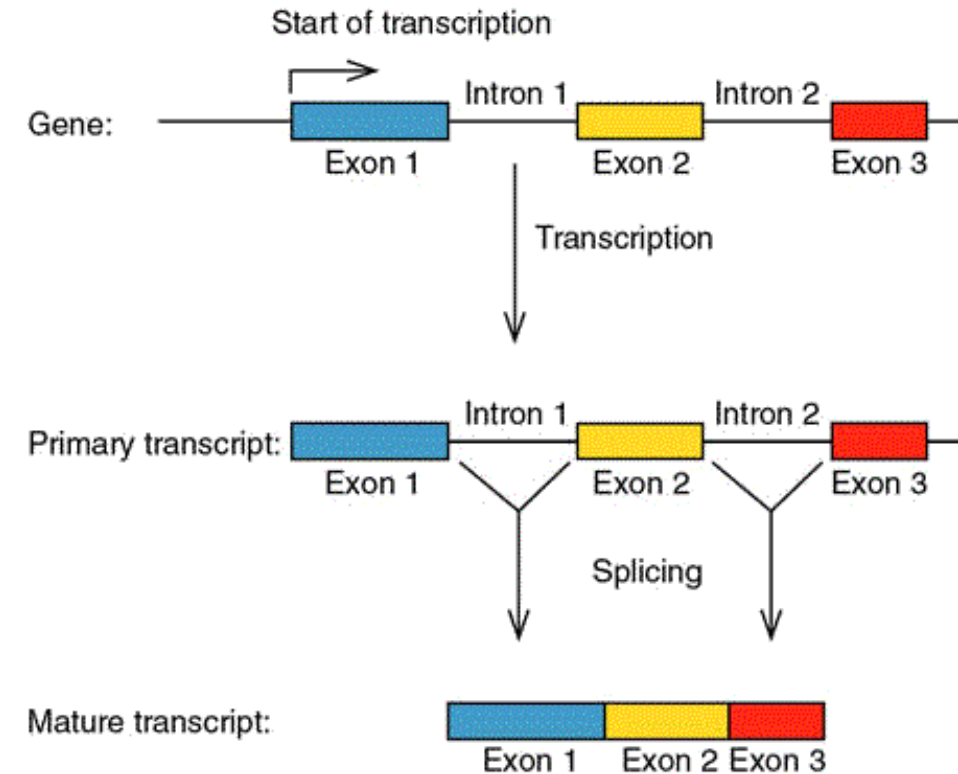 Start of transcription
Intron 1 Intron 2
Gene:
Exon 1 Exon 2 Exon 3
Transcription
Intron 1 Intron 2
Primary transcript:
Exon 1 Exon 2 Exon 3
Splicing
Mature transcript:
Exon 1 Exon 2 Exon 3